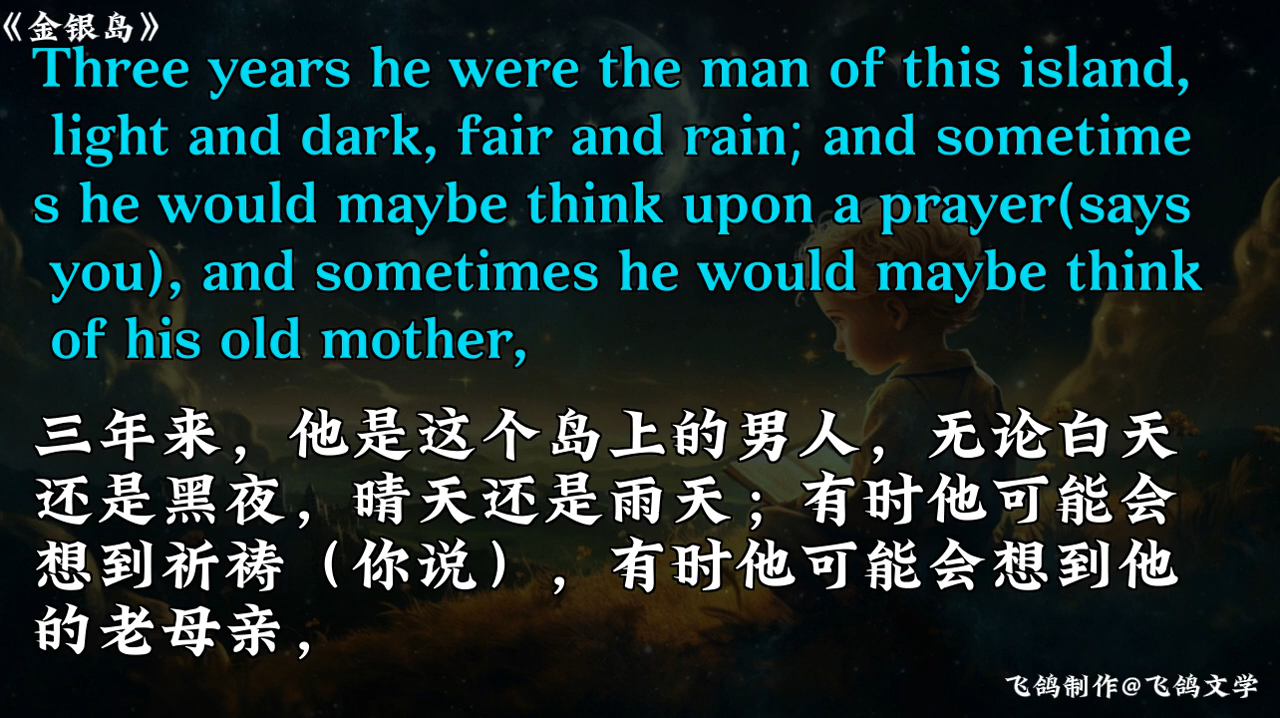 《金银岛》
Three years he were the man of this island,
light and dark, fair and rain; and sometime
s he would maybe think upon a prayer(says
you), and sometimes he would maybe think
of his old mother,
三年来，他是这个岛上的男人，无论白天
还是黑夜，晴天还是雨天；有时他可能会
想到祈祷（你说），有时他可能会想到他
的老母亲，
飞鸽制作@飞鸽文学